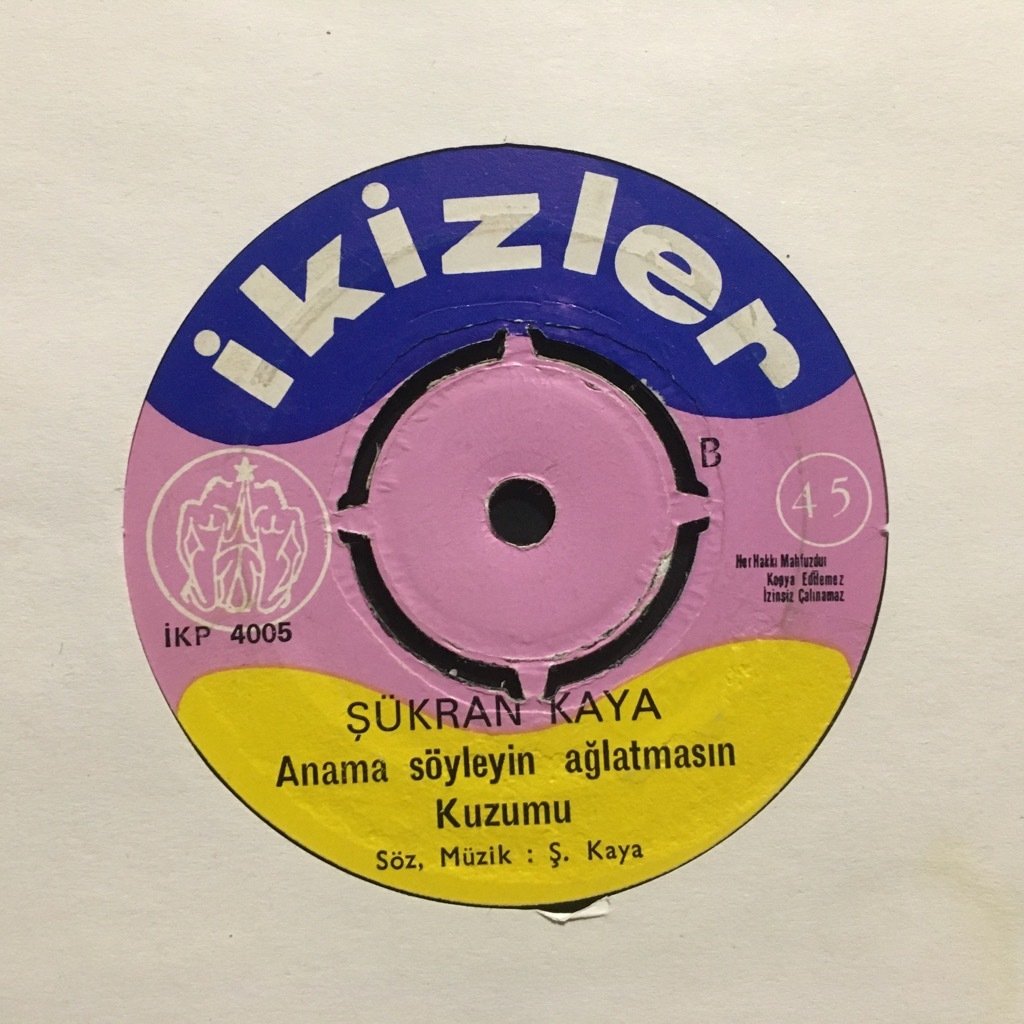 ikizler
B
45
Her Hakkı Mahfuzdur
Kopya Edilemez
İzinsiz Çalınamaz
İKP 4005
ŞÜKRAN KAYA
Anama söyleyin ağlatmasın
Kuzumu
Söz, Müzik : Ş. Kaya